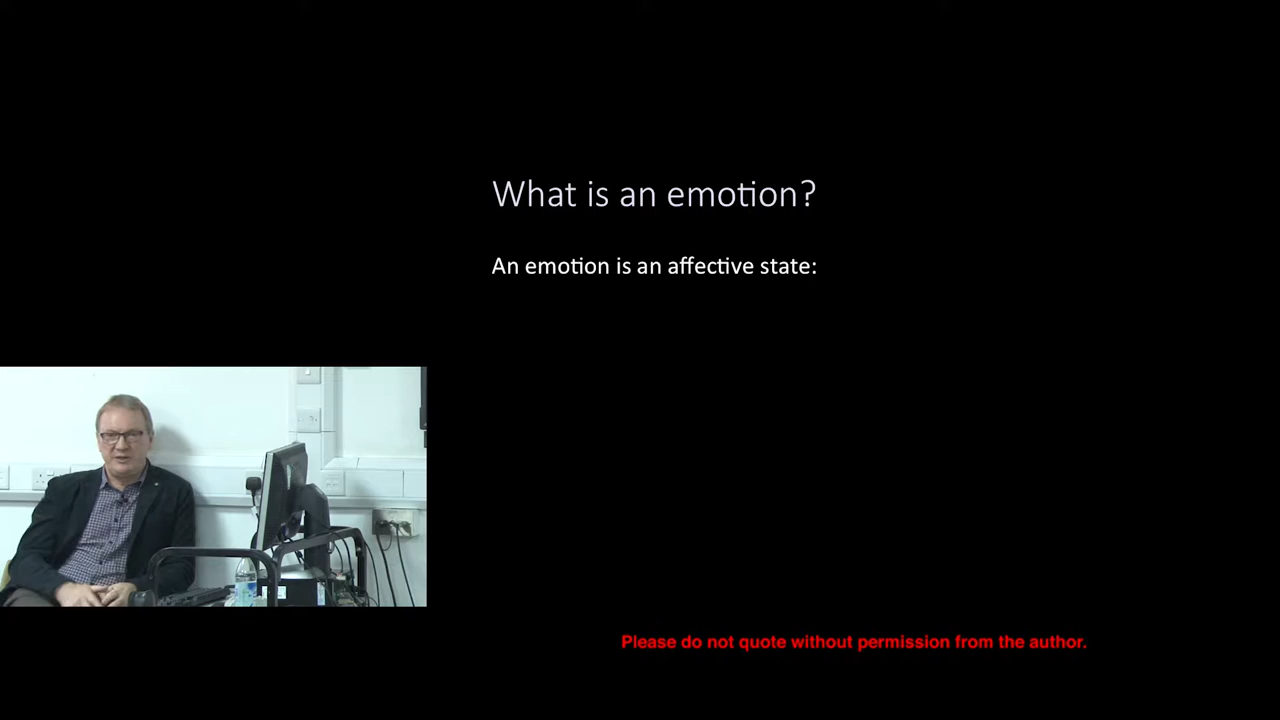 What is an emotion?
An emotion is an affective state:
Please do not quote without permission from the author.